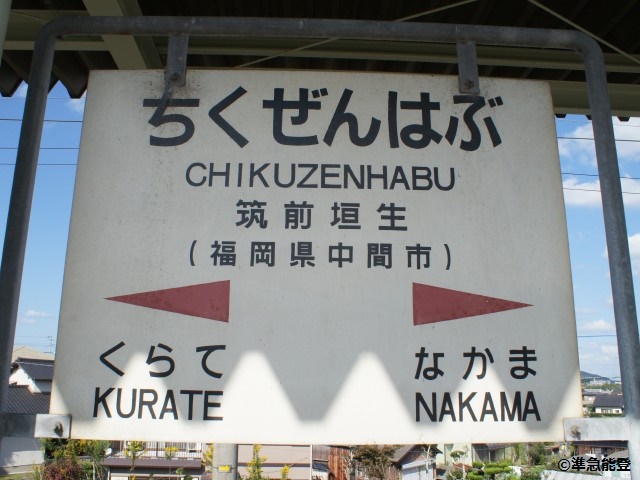 ちくぜんはぶ
CHIKUZENHABU
筑前垣生
(福岡県中間市)
くらて なかま
KURATE NAKAMA
©準急能登